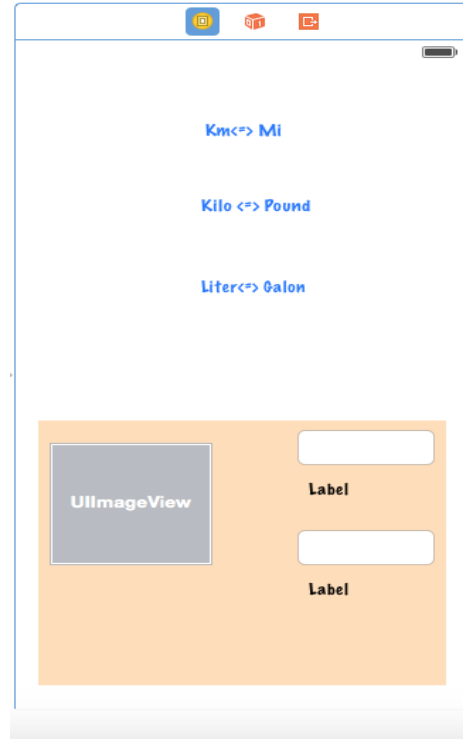 Km<=> Mi
Kilo <=> Pound
Liter<=> Galon
UIImageView
Label
Label